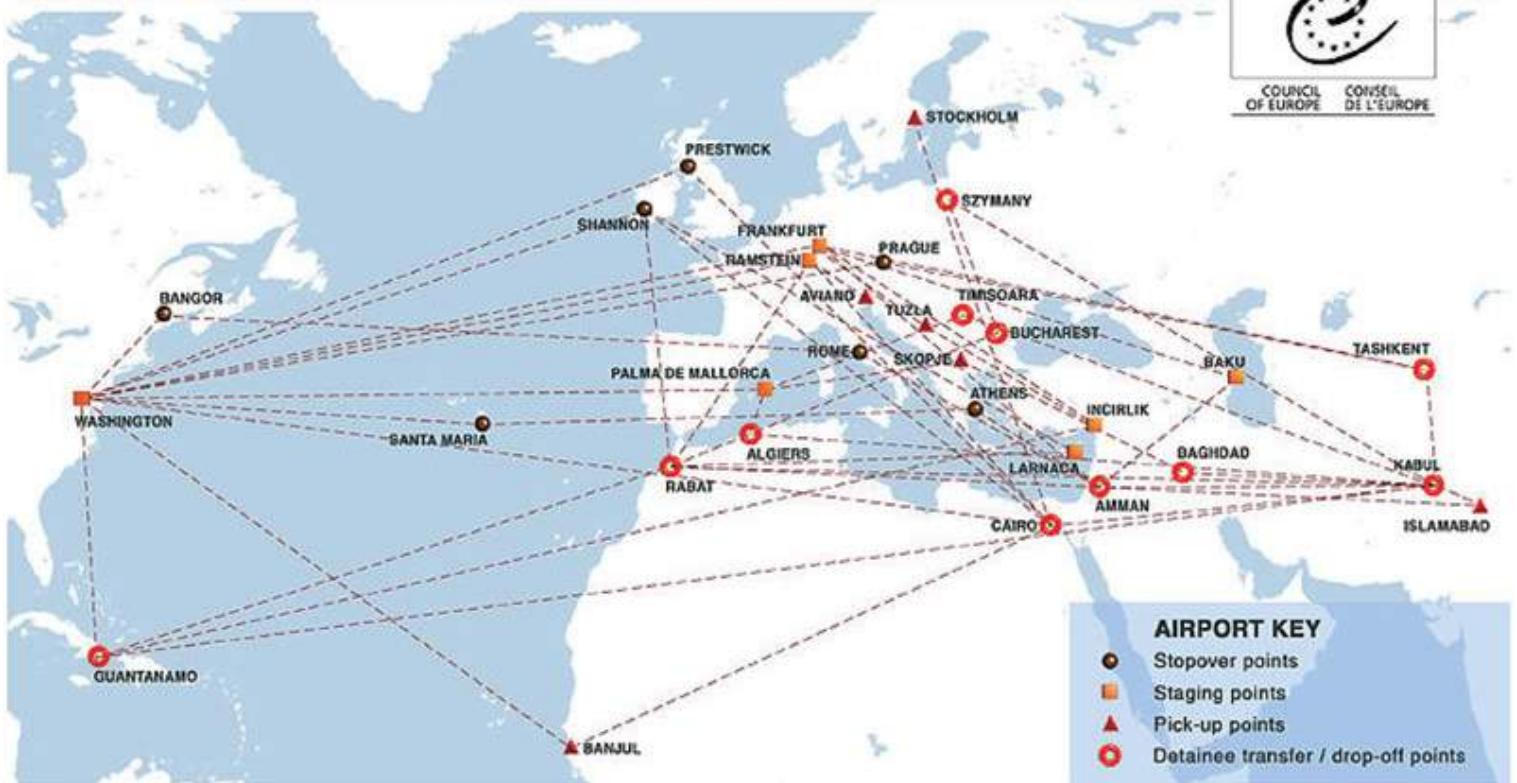 COUNCIL CONSEIL
OF EUROPE DE L'EUROPE
STOCKHOLM
PRESTWICK
SZYMANY
SHANNON
FRANKFURT
PRAGUE
RAMSTEIN
BANGOR
AVIANO
TIMISOARA
TUZLA
BUCHAREST
ROME
SKOPJE
BAKU
TASHKENT
PALMA DE MALLORCA
ATHENS
WASHINGTON
INCIRLIK
SANTA MARIA
ALGIERS
BAGHDAD
LARNACA
KABUL
RABAT
AMMAN
CAIRO
ISLAMABAD
GUANTANAMO
BANJUL
AIRPORT KEY
Stopover points
Staging points
Pick-up points
Detainee transfer / drop-off points